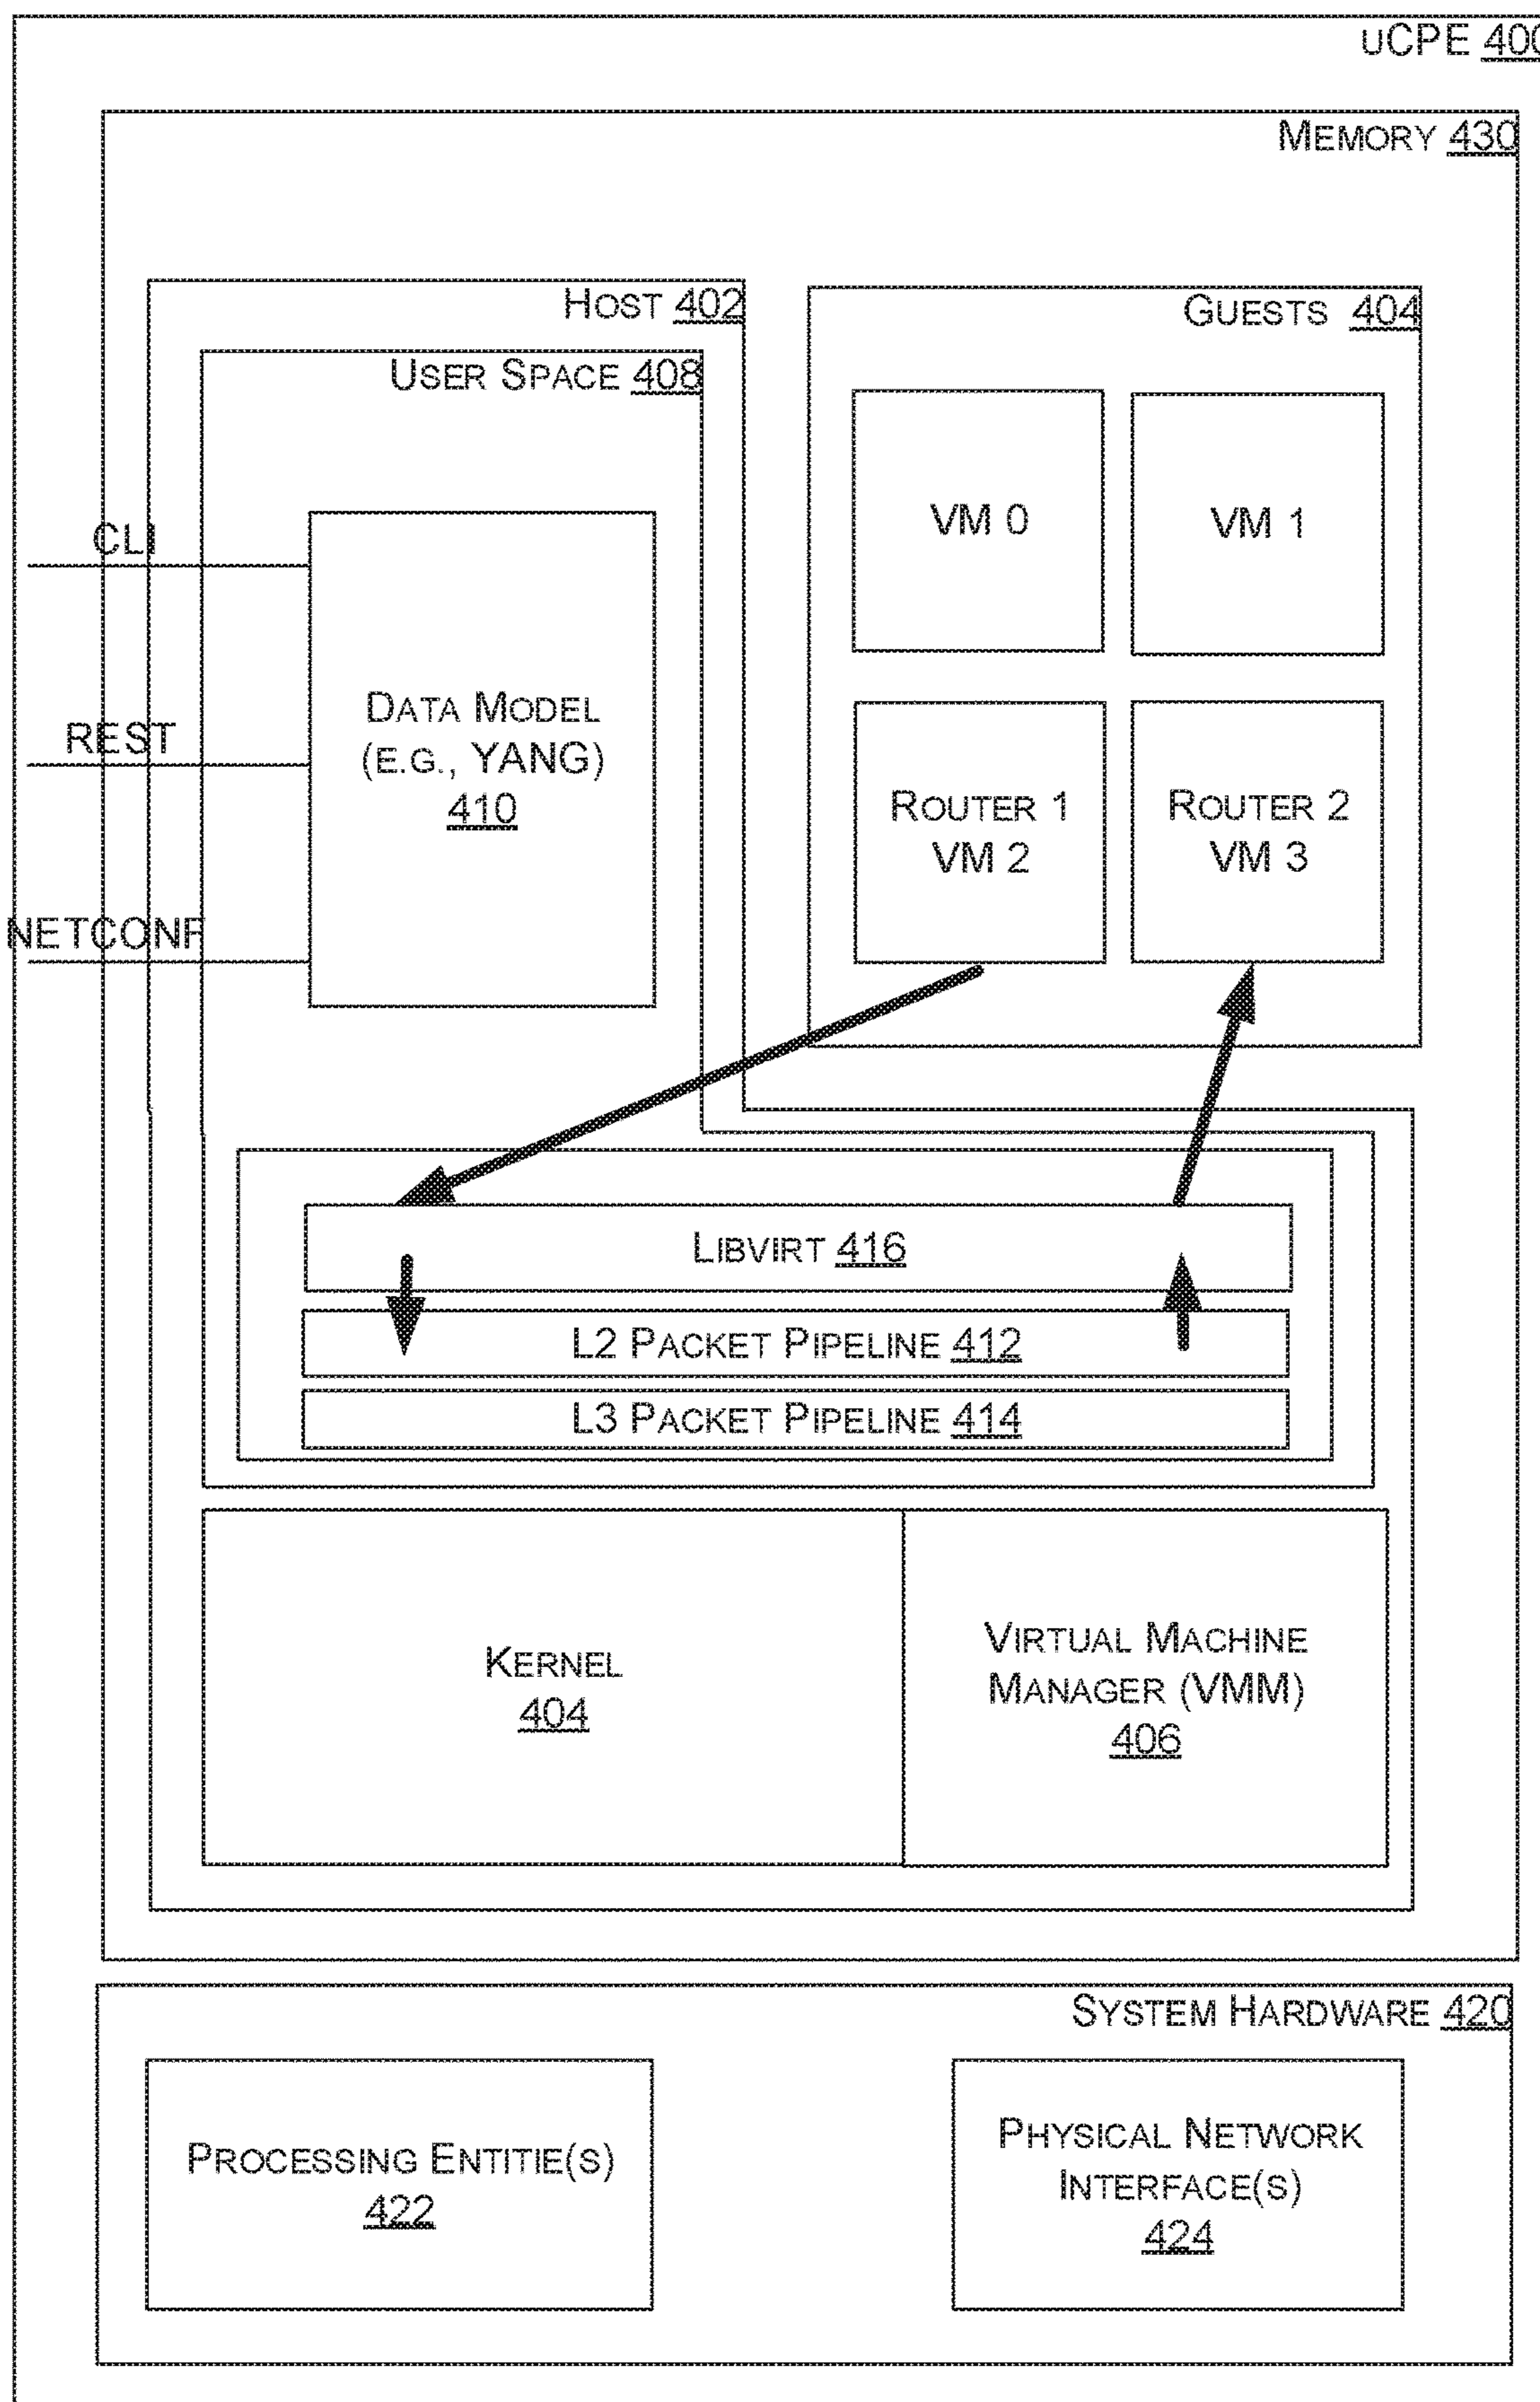 uCPE 400
MEMORY 430
HOST 402
GUESTS 404
USER SPACE 408
VM 0
VM 1
CLI
DATA MODEL
(E.G., YANG)
410
REST
ROUTER 1
VM 2
ROUTER 2
VM 3
NETCONF
LIBVIRT 416
L2 PACKET PIPELINE 412
L3 PACKET PIPELINE 414
KERNEL
404
VIRTUAL MACHINE
MANAGER (VMM)
406
SYSTEM HARDWARE 420
PROCESSING ENTITIE(S)
422
PHYSICAL NETWORK
INTERFACE(S)
424